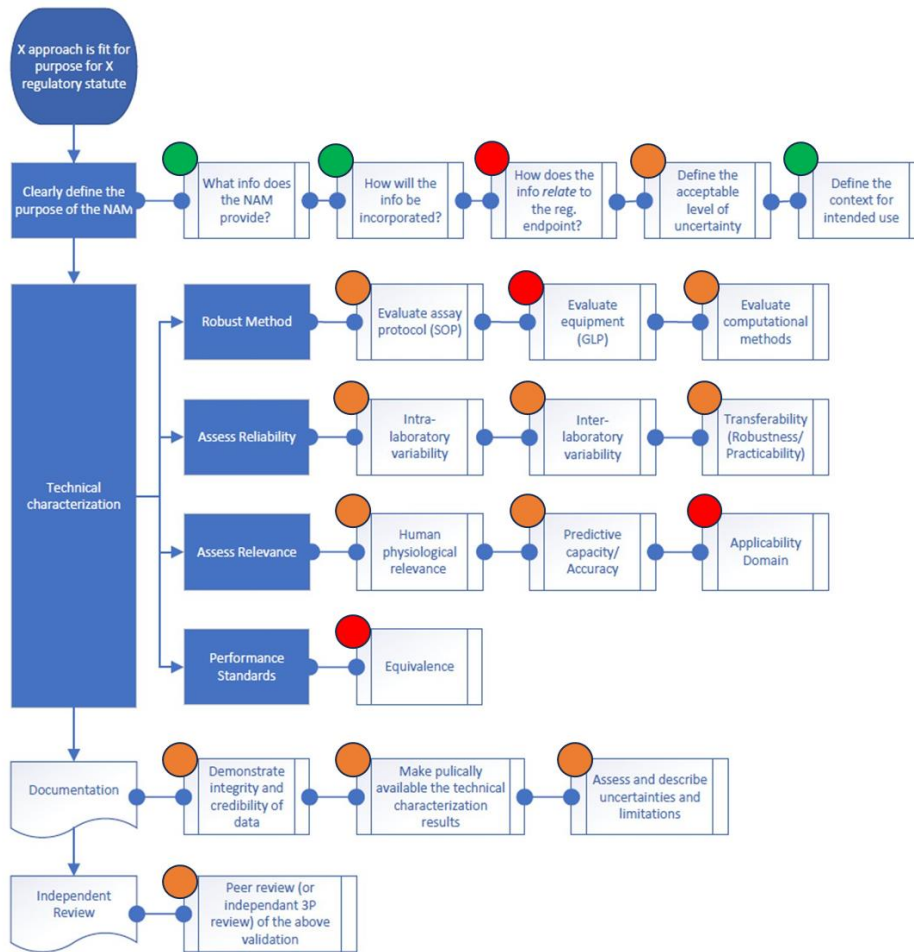 X approach is fit for
purpose for X
regulatory statute
Clearly define the
purpose of the NAM
What info does
the NAM
provide?
How will the
info be
incorporated?
How does the
info relate to
the reg.
endpoint?
Define the
acceptable
level of
uncertainty
Define the
context for
intended use
Technical
characterization
Robust Method
Evaluate assay
protocol (SOP)
Evaluate
equipment
(GLP)
Evaluate
computational
methods
Assess Reliability
Intra-
laboratory
variability
Inter-
laboratory
variability
Transferability
(Robustness/
Practicability)
Assess Relevance
Human
physiological
relevance
Predictive
capacity/
Accuracy
Applicability
Domain
Performance
Standards
Equivalence
Documentation
Demonstrate
integrity and
credibility of
data
Make pulically
available the technical
characterization
results
Assess and describe
uncertainties and
limitations
Independent
Review
Peer review (or
independant 3P
review) of the above
validation